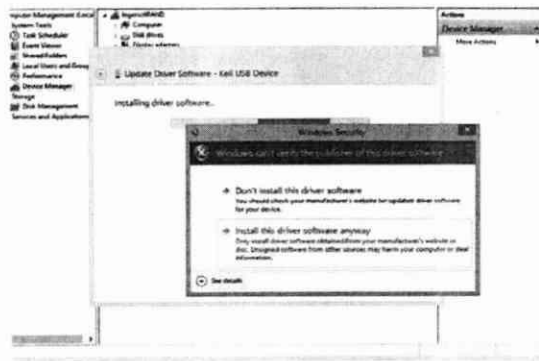 Computer Management (Local
System Tools
Task Scheduler
Event Viewer
Shared Folders
Local Users and Groups
Performance
Device Manager
Storage
Disk Management
Services and Applications
Computer
Disk drives
Display adapters
Actions
Device Manager
More Actions
Update Driver Software - Keil USB Device
Installing driver software...
Windows Security
Windows can't verify the publisher of this driver software
Don't install this driver software
You should check your manufacturer's website for updated driver software
for your device.
Install this driver software anyway
Only install driver software obtained from your manufacturer's website or
disc. Unsigned software from other sources may harm your computer or steal
information.
See details